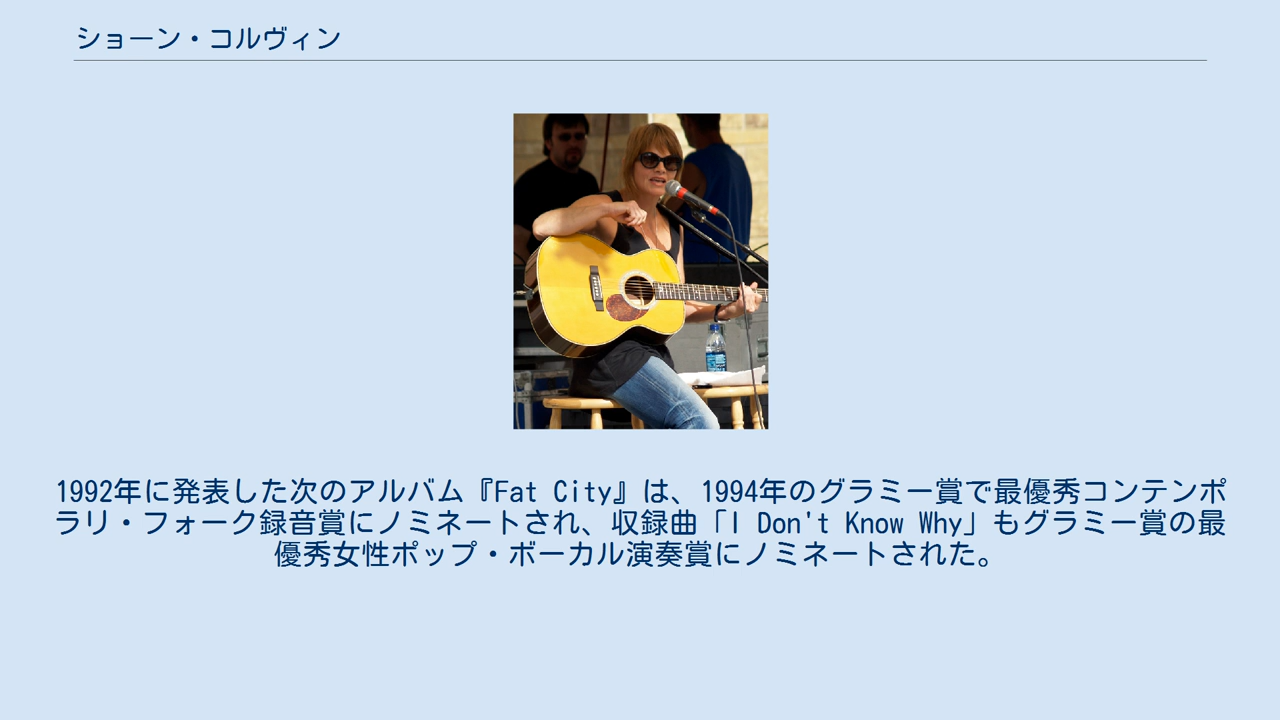 ショーン・コルヴィン
1992年に発表した次のアルバム『Fat City』は、1994年のグラミー賞で最優秀コンテンポ
ラリ・フォーク録音賞にノミネートされ、収録曲「I Don't Know Why」もグラミー賞の最
優秀女性ポップ・ボーカル演奏賞にノミネートされた。